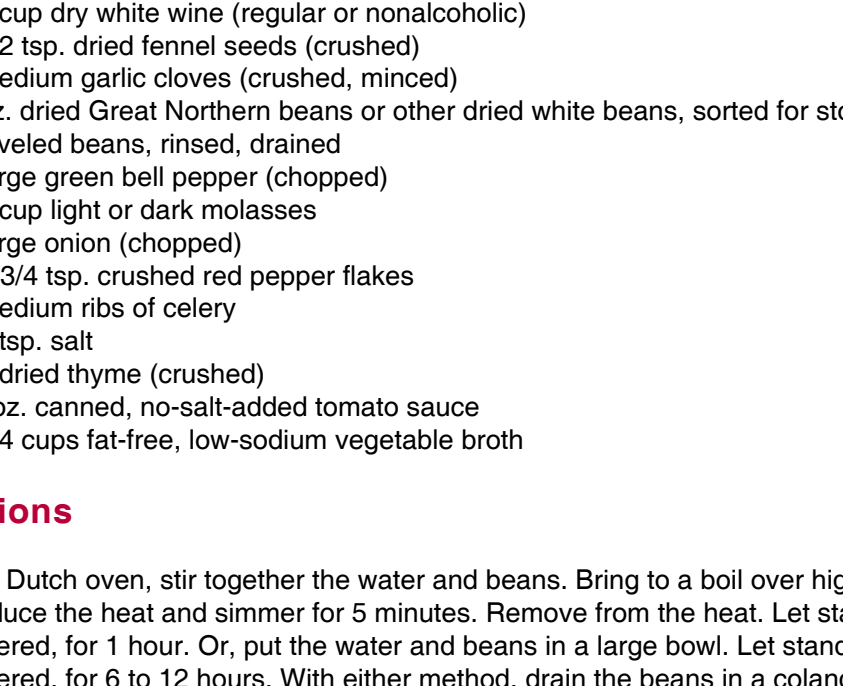 cup dry white wine (regular or nonalcoholic)
2 tsp. dried fennel seeds (crushed)
edium garlic cloves (crushed, minced)
z. dried Great Northern beans or other dried white beans, sorted for sto
veled beans, rinsed, drained
rge green bell pepper (chopped)
cup light or dark molasses
rge onion (chopped)
3/4 tsp. crushed red pepper flakes
edium ribs of celery
tsp. salt
dried thyme (crushed)
oz. canned, no-salt-added tomato sauce
4 cups fat-free, low-sodium vegetable broth
ions
Dutch oven, stir together the water and beans. Bring to a boil over hig
duce the heat and simmer for 5 minutes. Remove from the heat. Let sta
ered, for 1 hour. Or, put the water and beans in a large bowl. Let stand
ered, for 6 to 12 hours. With either method, drain the beans in a colan